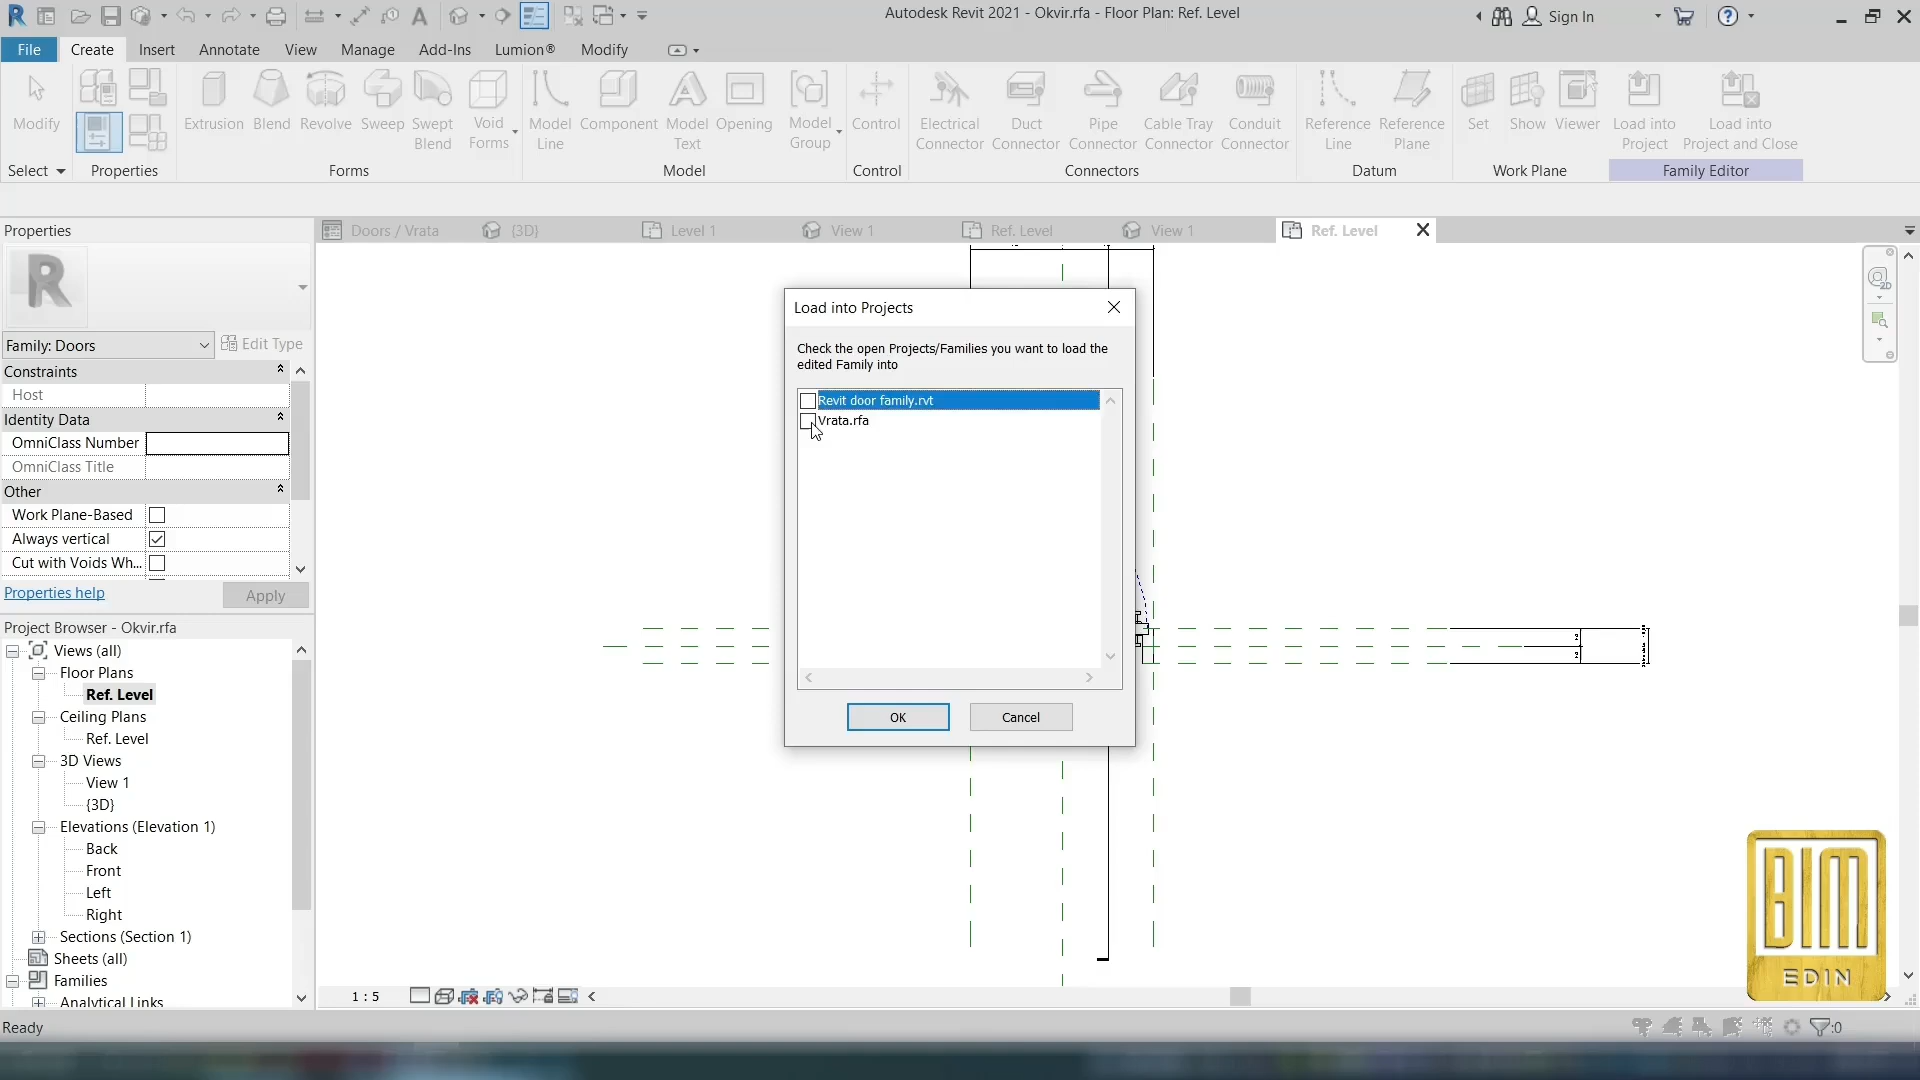 Autodesk Revit 2021 - Okvir.rfa - Floor Plan: Ref. Level
Sign In
File Create Insert Annotate View Manage Add-Ins Lumion® Modify
Modify
Extrusion Blend Revolve Sweep Swept Blend Void Forms
Model Line Component Model Text Opening Model Group
Control
Electrical Connector Duct Connector Pipe Connector Cable Tray Connector Conduit Connector
Reference Line Reference Plane
Set Show Viewer
Load into Project Load into Project and Close
Select Properties Forms Model Control Connectors Datum Work Plane Family Editor
Properties
Doors / Vrata {3D} Level 1 View 1 Ref. Level View 1 Ref. Level
2D
R
Family: Doors Edit Type
Constraints
Host
Identity Data
OmniClass Number
OmniClass Title
Other
Work Plane-Based
Always vertical
Cut with Voids Wh...
Properties help Apply
Project Browser - Okvir.rfa
Views (all)
Floor Plans
Ref. Level
Ceiling Plans
Ref. Level
3D Views
View 1
{3D}
Elevations (Elevation 1)
Back
Front
Left
Right
Sections (Section 1)
Sheets (all)
Families
Analytical Links
Load into Projects
Check the open Projects/Families you want to load the
edited Family into
Revit door family.rvt
Vrata.rfa
OK Cancel
1 : 5
BIM
EDIN
Ready
:0